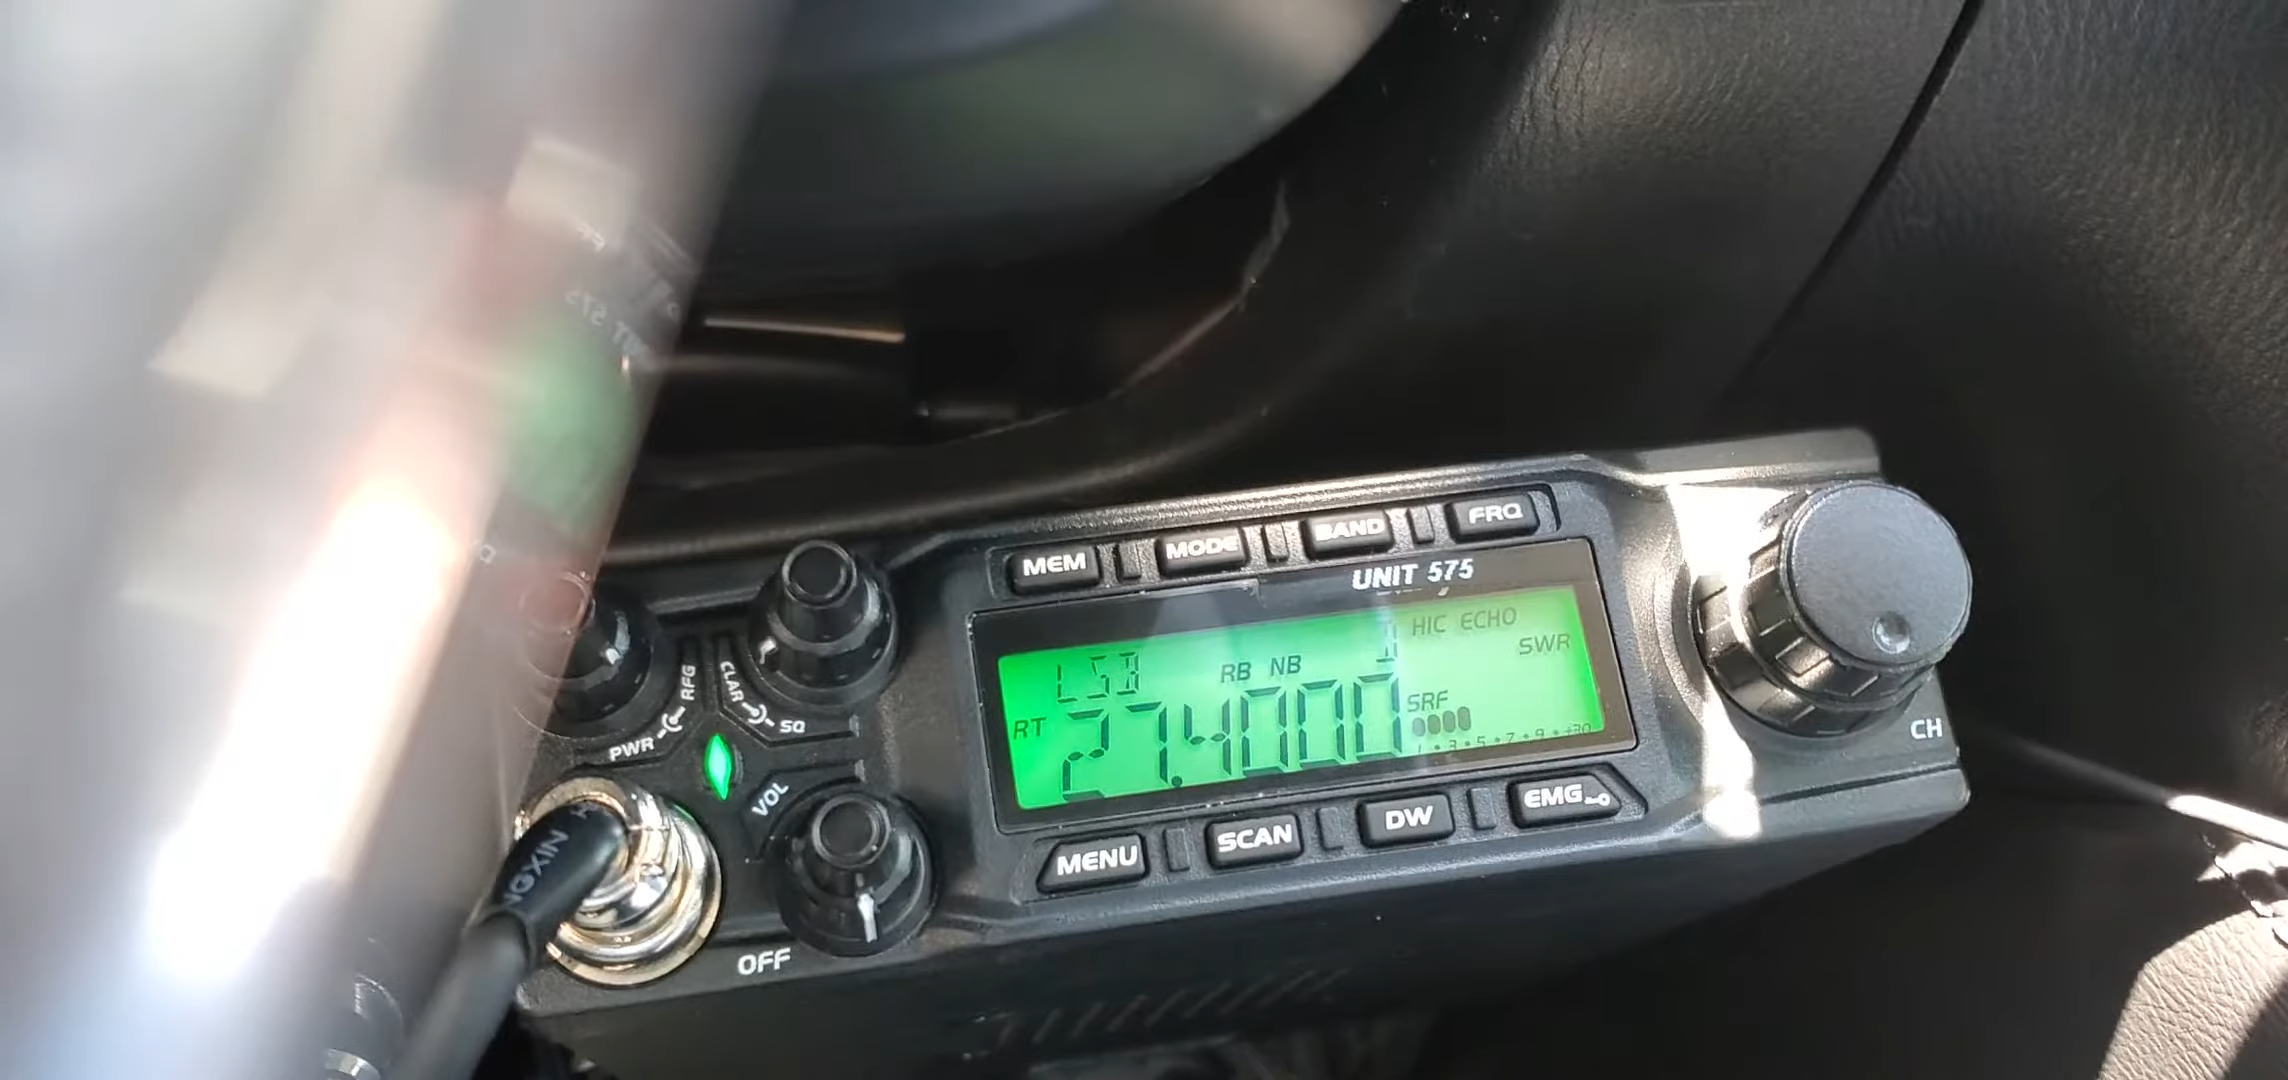 MEM MODE BAND FRQ
UNIT 575
HIC ECHO
LSB RB NB SWR
RT 27.4000 SRF
1 • 3 • 5 • 7 • 9 • +30
RFG
CLAR
PWR SQ
VOL
CH
MENU SCAN DW EMG
OFF